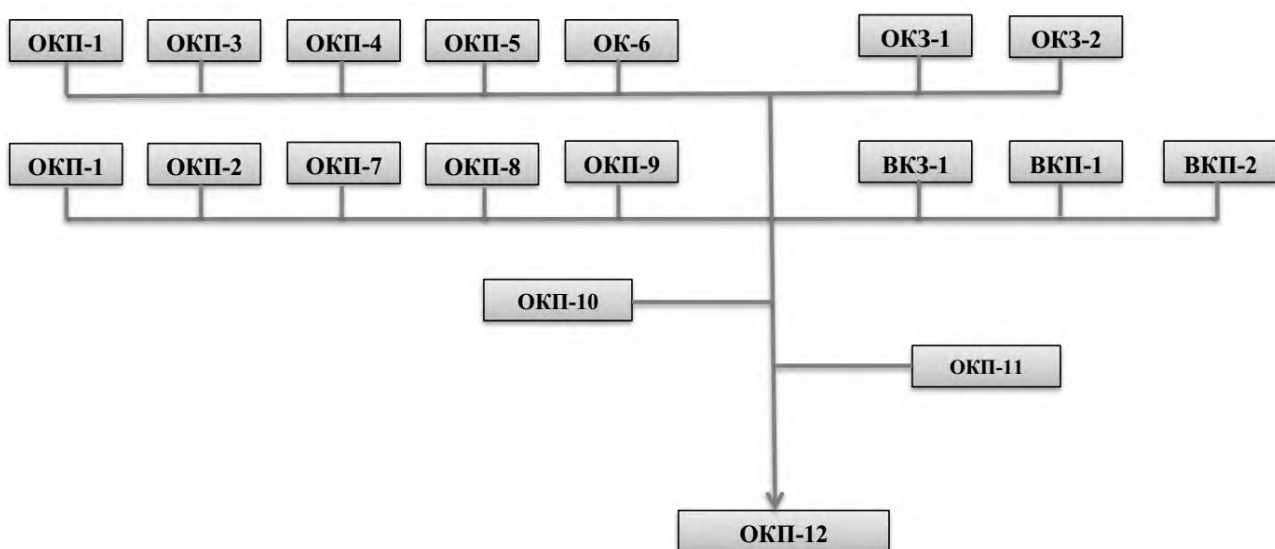 ОКП-1 ОКП-3 ОКП-4 ОКП-5 ОК-6 ОКЗ-1 ОКЗ-2
ОКП-1 ОКП-2 ОКП-7 ОКП-8 ОКП-9 ВКЗ-1 ВКП-1 ВКП-2
ОКП-10
ОКП-11
ОКП-12